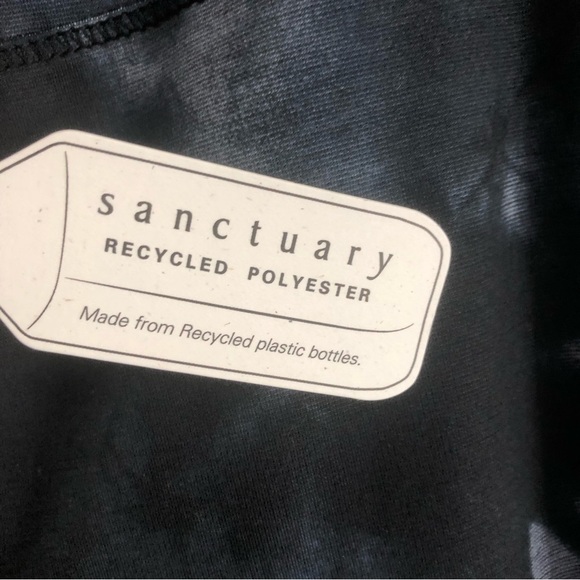 sanctuary
RECYCLED POLYESTER
Made from Recycled plastic bottles.